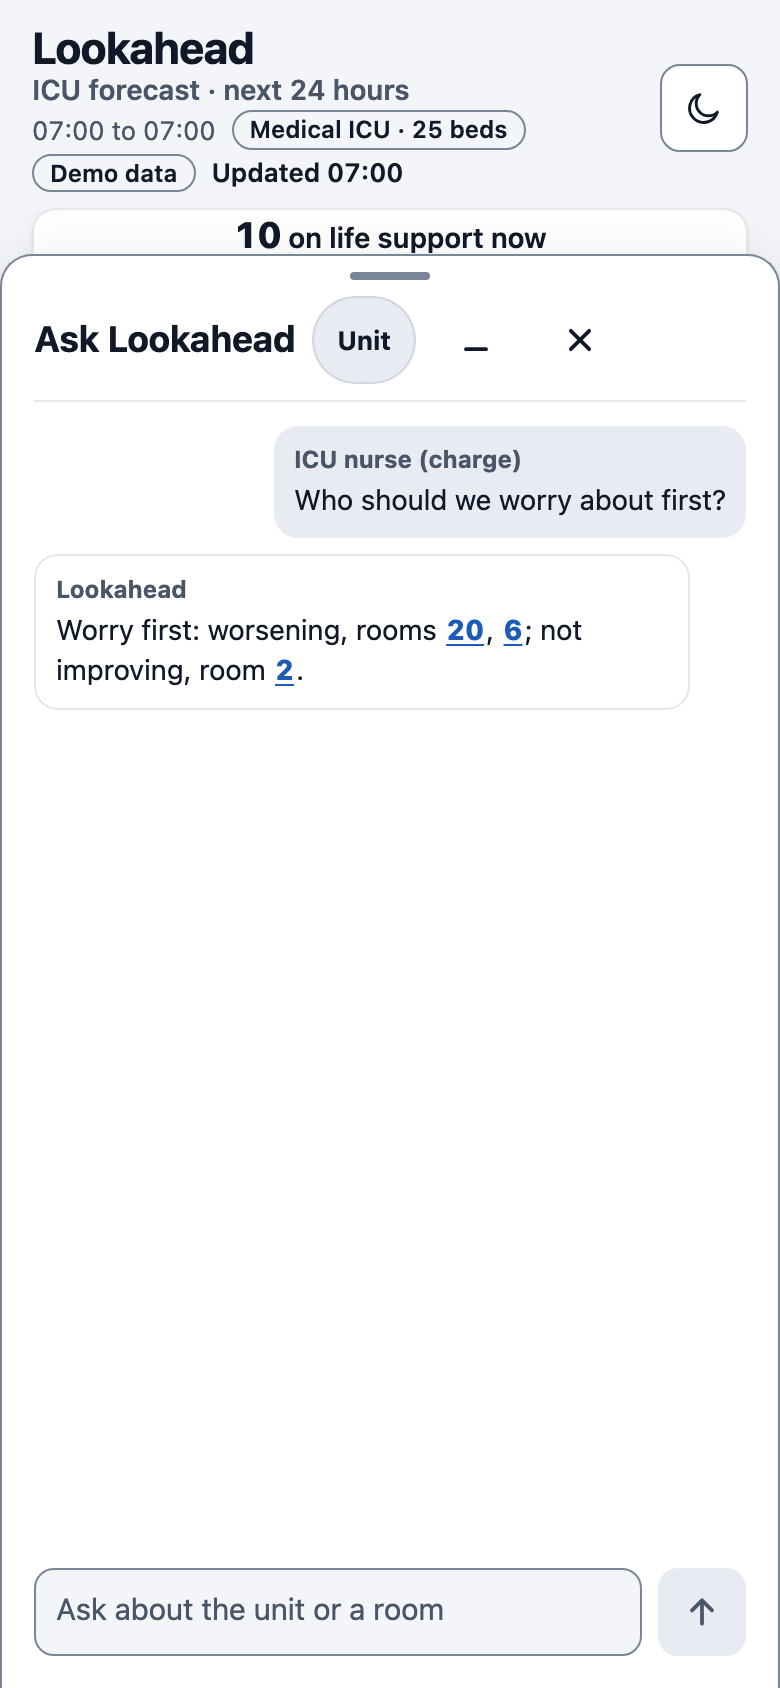 Lookahead
ICU forecast · next 24 hours
07:00 to 07:00 Medical ICU · 25 beds
Demo data Updated 07:00
10 on life support now
Ask Lookahead Unit
ICU nurse (charge)
Who should we worry about first?
Lookahead
Worry first: worsening, rooms 20, 6; not
improving, room 2.
Ask about the unit or a room